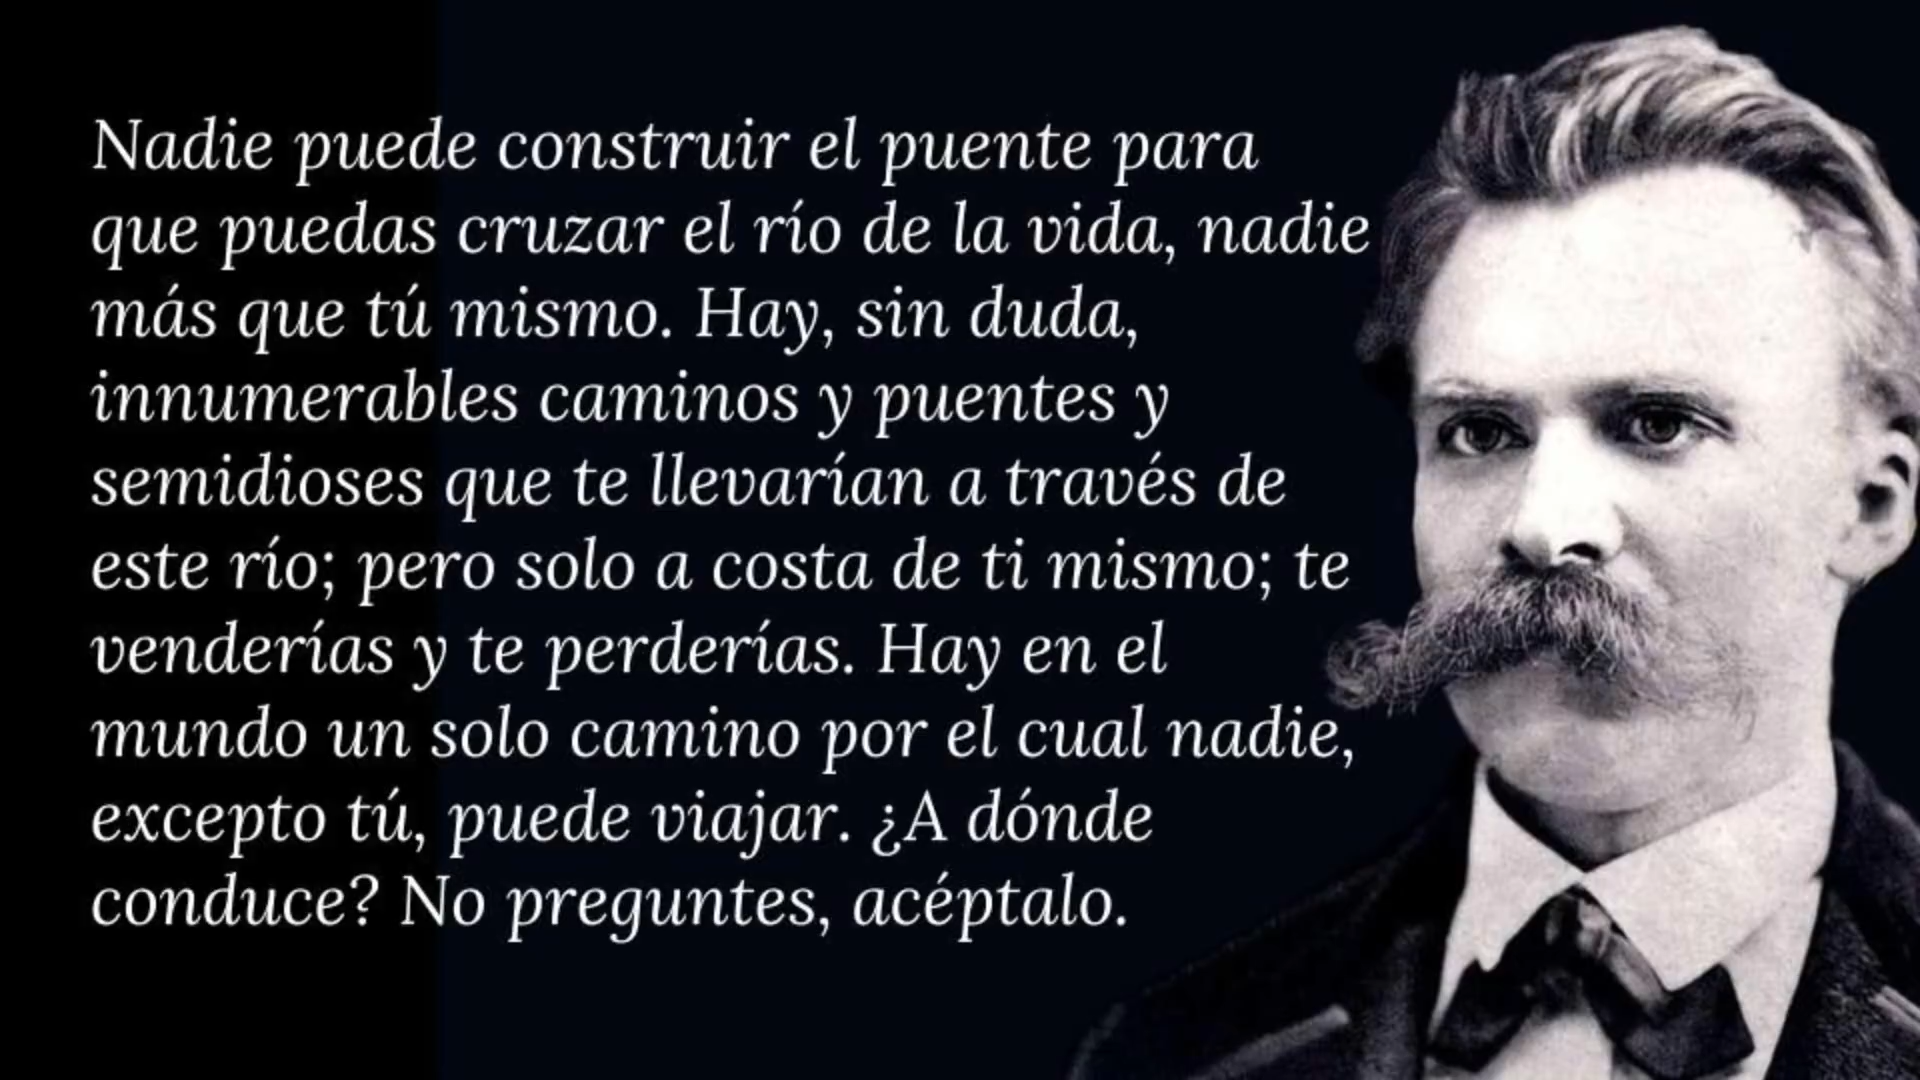 Nadie puede construir el puente para
que puedas cruzar el río de la vida, nadie
más que tú mismo. Hay, sin duda,
innumerables caminos y puentes y
semidioses que te llevarían a través de
este río; pero solo a costa de ti mismo; te
venderías y te perderías. Hay en el
mundo un solo camino por el cual nadie,
excepto tú, puede viajar. ¿A dónde
conduce? No preguntes, acéptalo.